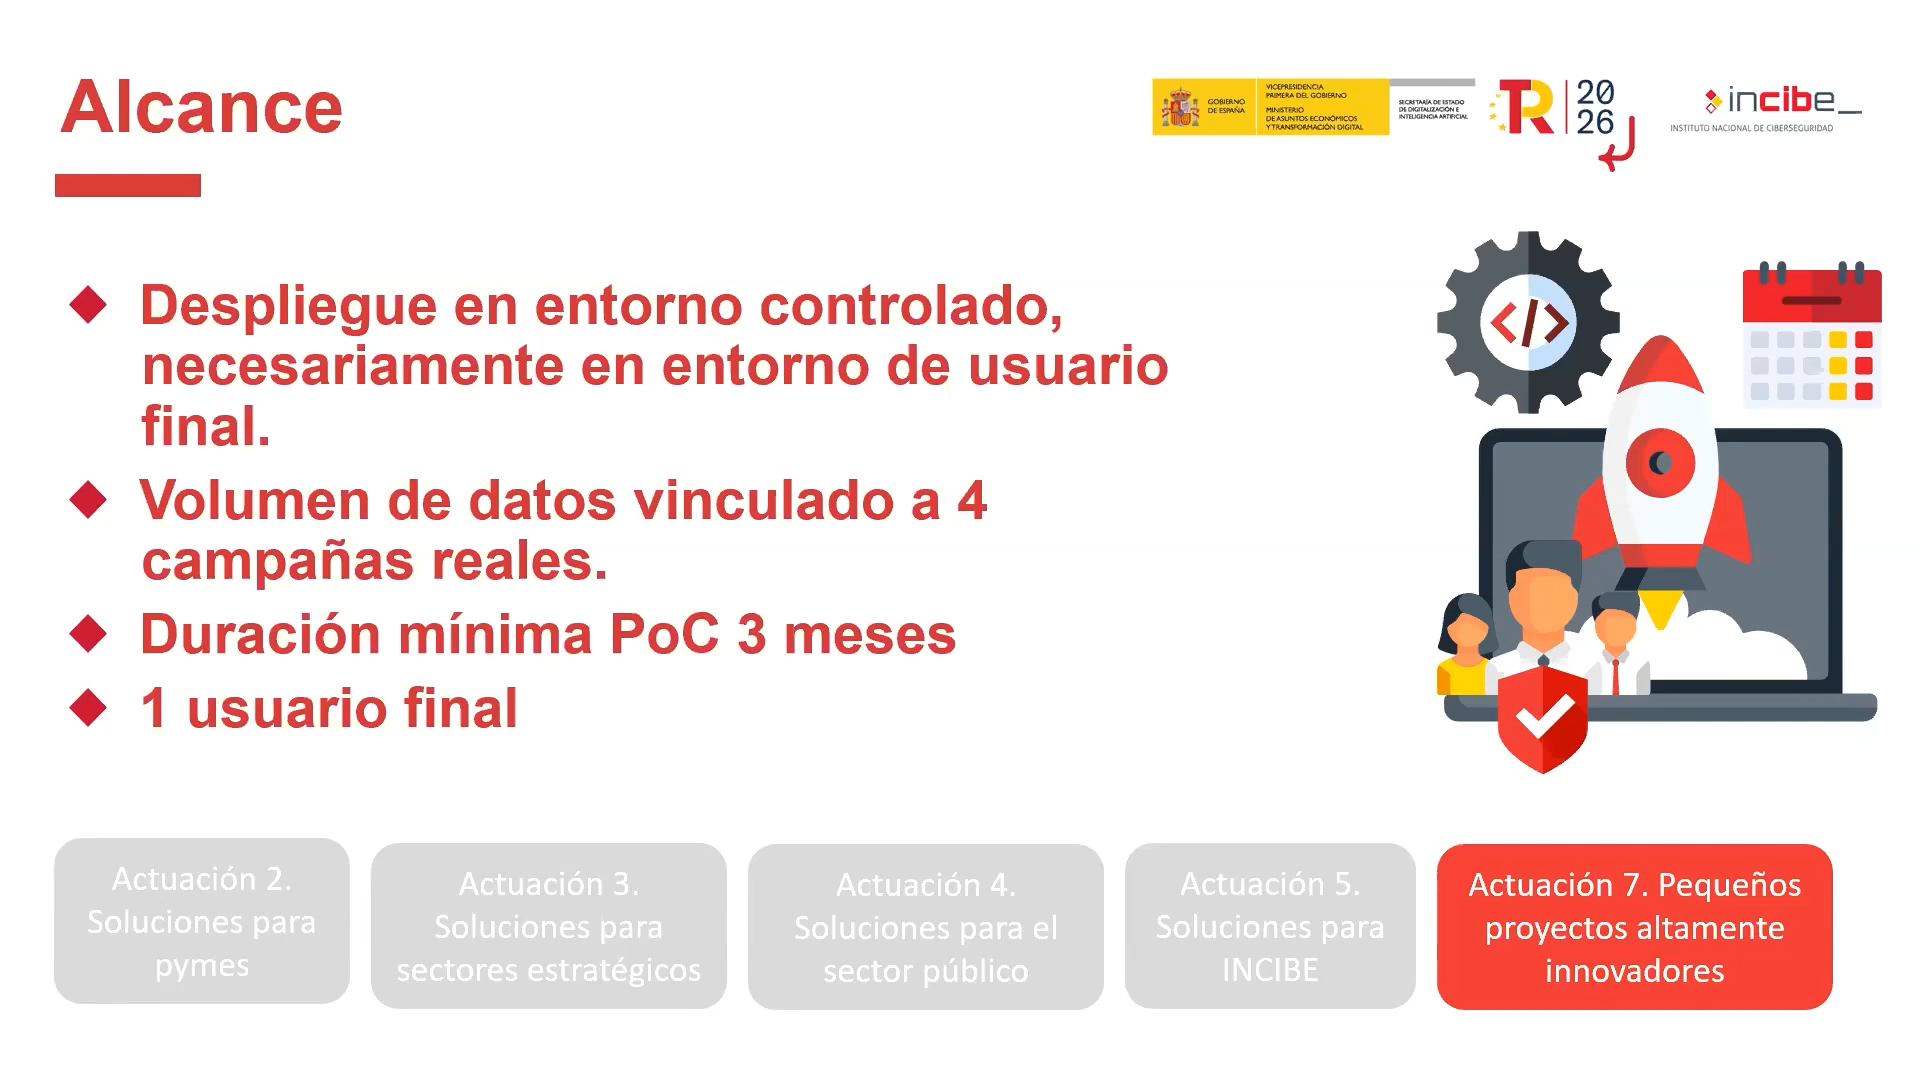 Alcance
GOBIERNO
DE ESPAÑA
VICEPRESIDENCIA
PRIMERA DEL GOBIERNO
MINISTERIO
DE ASUNTOS ECONÓMICOS
Y TRANSFORMACIÓN DIGITAL
SECRETARÍA DE ESTADO
DE DIGITALIZACIÓN E
INTELIGENCIA ARTIFICIAL
TR
20
26
incibe_
INSTITUTO NACIONAL DE CIBERSEGURIDAD
Despliegue en entorno controlado,
necesariamente en entorno de usuario
final.
Volumen de datos vinculado a 4
campañas reales.
Duración mínima PoC 3 meses
1 usuario final
</>
Actuación 2.
Soluciones para
pymes
Actuación 3.
Soluciones para
sectores estratégicos
Actuación 4.
Soluciones para el
sector público
Actuación 5.
Soluciones para
INCIBE
Actuación 7. Pequeños
proyectos altamente
innovadores